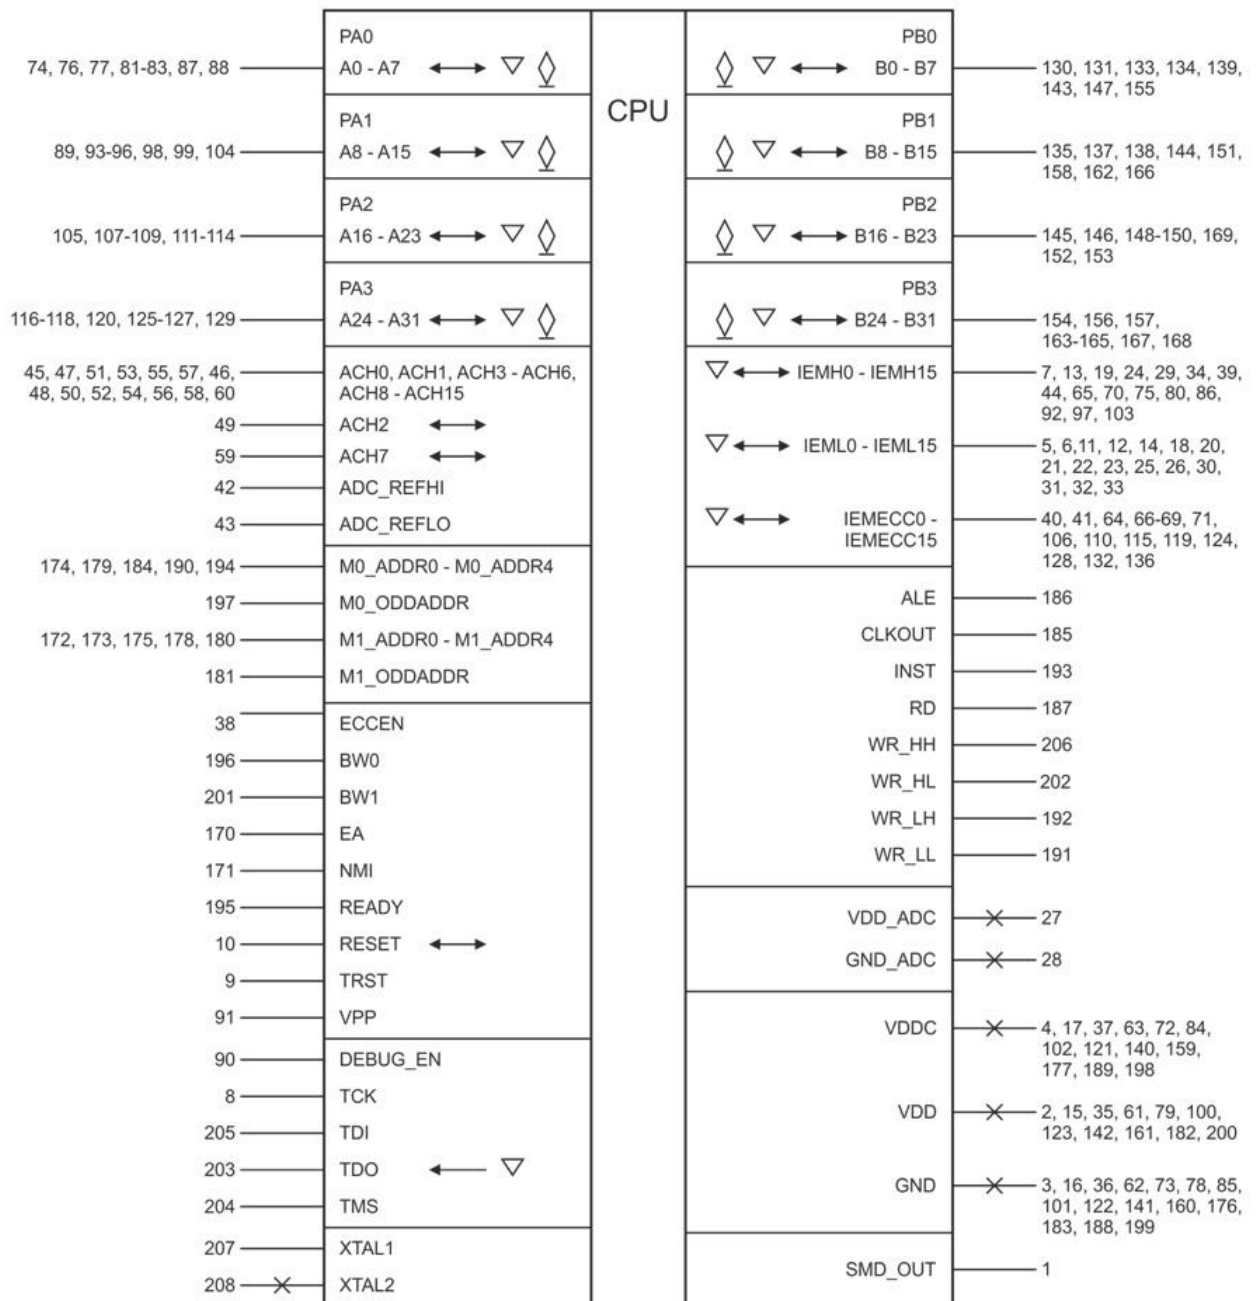 CPU
PA0
74, 76, 77, 81-83, 87, 88 A0 - A7
PA1
89, 93-96, 98, 99, 104 A8 - A15
PA2
105, 107-109, 111-114 A16 - A23
PA3
116-118, 120, 125-127, 129 A24 - A31
45, 47, 51, 53, 55, 57, 46, ACH0, ACH1, ACH3 - ACH6,
48, 50, 52, 54, 56, 58, 60 ACH8 - ACH15
49 ACH2
59 ACH7
42 ADC_REFHI
43 ADC_REFLO
174, 179, 184, 190, 194 M0_ADDR0 - M0_ADDR4
197 M0_ODDADDR
172, 173, 175, 178, 180 M1_ADDR0 - M1_ADDR4
181 M1_ODDADDR
38 ECCEN
196 BW0
201 BW1
170 EA
171 NMI
195 READY
10 RESET
9 TRST
91 VPP
90 DEBUG_EN
8 TCK
205 TDI
203 TDO
204 TMS
207 XTAL1
208 XTAL2
PB0
B0 - B7 130, 131, 133, 134, 139,
143, 147, 155
PB1
B8 - B15 135, 137, 138, 144, 151,
158, 162, 166
PB2
B16 - B23 145, 146, 148-150, 169,
152, 153
PB3
B24 - B31 154, 156, 157,
163-165, 167, 168
IEMH0 - IEMH15 7, 13, 19, 24, 29, 34, 39,
44, 65, 70, 75, 80, 86,
92, 97, 103
IEML0 - IEML15 5, 6,11, 12, 14, 18, 20,
21, 22, 23, 25, 26, 30,
31, 32, 33
IEMECC0 - 40, 41, 64, 66-69, 71,
IEMECC15 106, 110, 115, 119, 124,
128, 132, 136
ALE 186
CLKOUT 185
INST 193
RD 187
WR_HH 206
WR_HL 202
WR_LH 192
WR_LL 191
VDD_ADC 27
GND_ADC 28
VDDC 4, 17, 37, 63, 72, 84,
102, 121, 140, 159,
177, 189, 198
VDD 2, 15, 35, 61, 79, 100,
123, 142, 161, 182, 200
GND 3, 16, 36, 62, 73, 78, 85,
101, 122, 141, 160, 176,
183, 188, 199
SMD_OUT 1